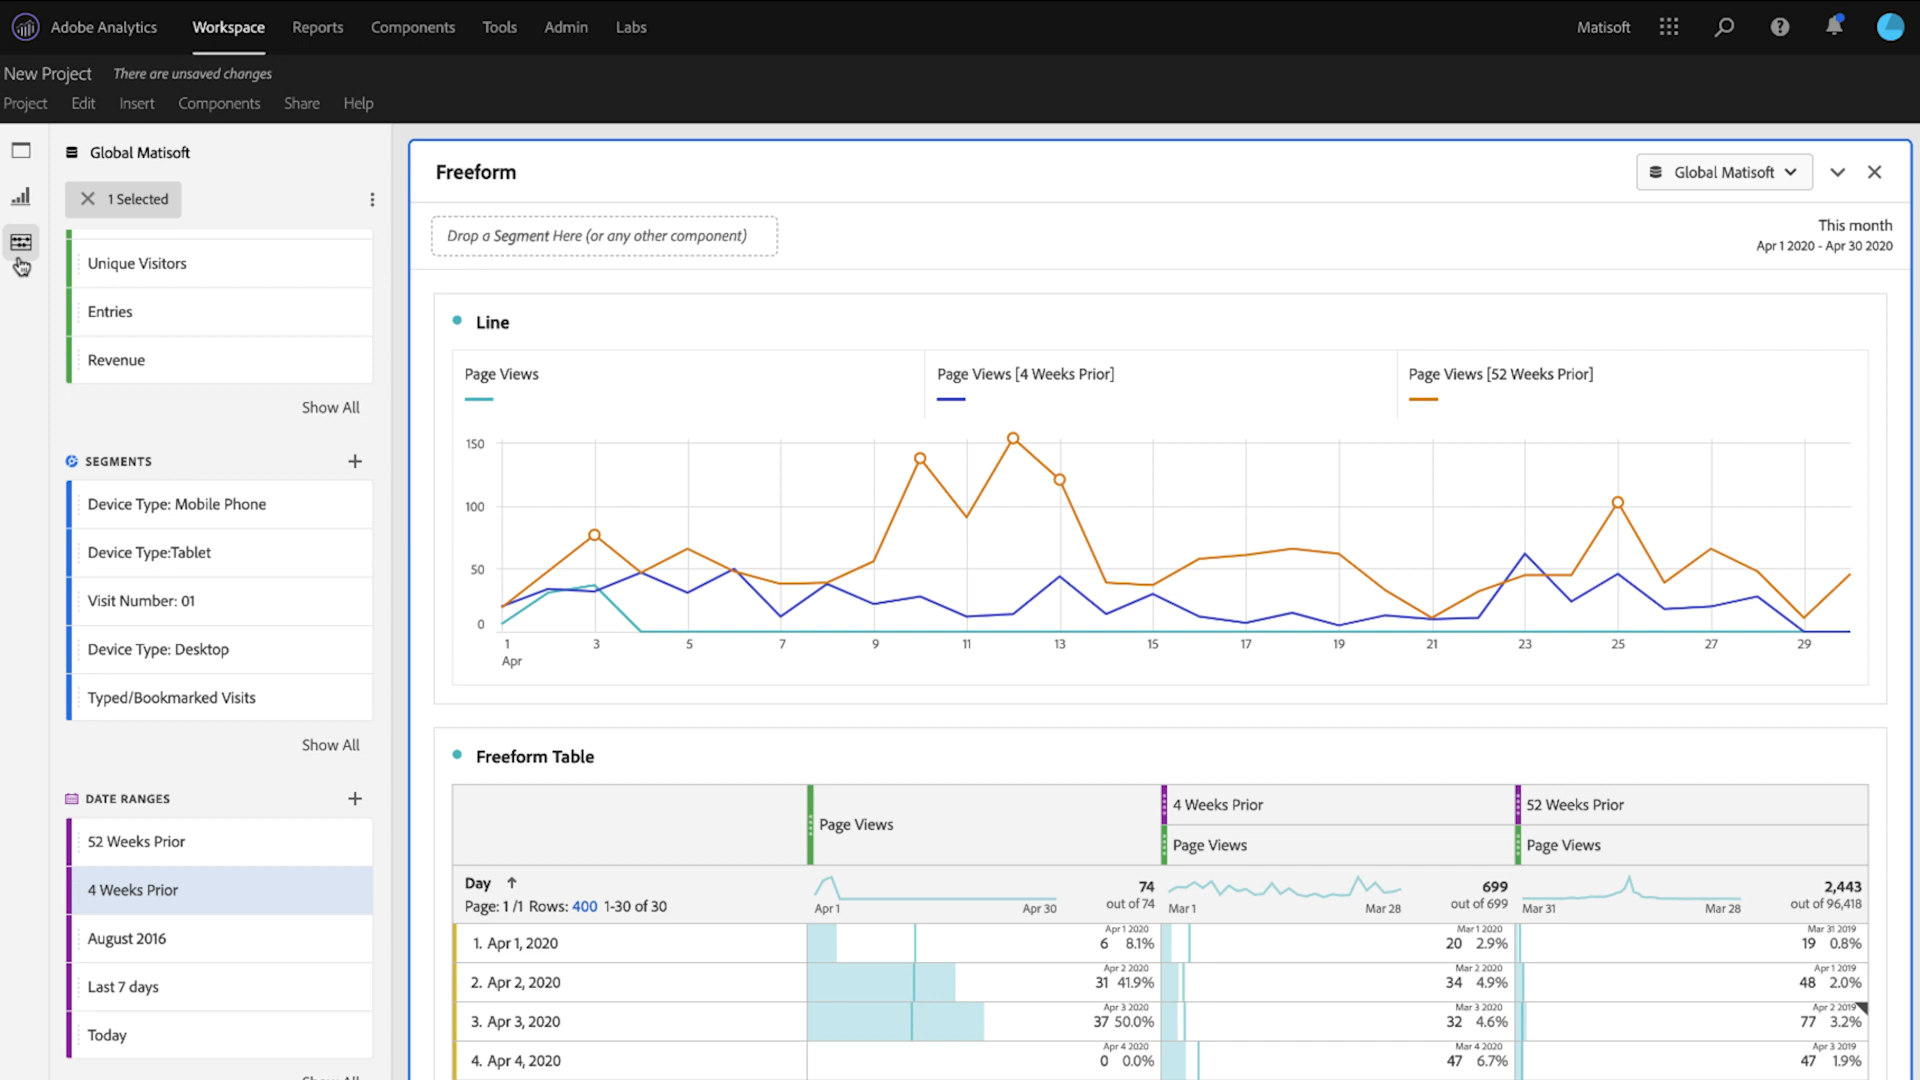 Adobe Analytics Workspace Reports Components Tools Admin Labs Matisoft
New Project There are unsaved changes
Project Edit Insert Components Share Help
Global Matisoft
1 Selected
Unique Visitors
Entries
Revenue
Show All
SEGMENTS
Device Type: Mobile Phone
Device Type:Tablet
Visit Number: 01
Device Type: Desktop
Typed/Bookmarked Visits
Show All
DATE RANGES
52 Weeks Prior
4 Weeks Prior
August 2016
Last 7 days
Today
Show All
Freeform
Global Matisoft
Drop a Segment Here (or any other component)
This month
Apr 1 2020 - Apr 30 2020
Line
Page Views Page Views [4 Weeks Prior] Page Views [52 Weeks Prior]
150
100
50
0
1 3 5 7 9 11 13 15 17 19 21 23 25 27 29
Apr
Freeform Table
Page Views
4 Weeks Prior
Page Views
52 Weeks Prior
Page Views
Day
Page: 1 /1 Rows: 400 1-30 of 30
Apr 1 Apr 30
74
out of 74
Mar 1 Mar 28
699
out of 699
Mar 31 Mar 28
2,443
out of 96,418
1. Apr 1, 2020
Apr 1 2020
6 8.1%
Mar 1 2020
20 2.9%
Mar 31 2019
19 0.8%
2. Apr 2, 2020
Apr 2 2020
31 41.9%
Mar 2 2020
34 4.9%
Apr 1 2019
48 2.0%
3. Apr 3, 2020
Apr 3 2020
37 50.0%
Mar 3 2020
32 4.6%
Apr 2 2019
77 3.2%
4. Apr 4, 2020
Apr 4 2020
0 0.0%
Mar 4 2020
47 6.7%
Apr 3 2019
47 1.9%